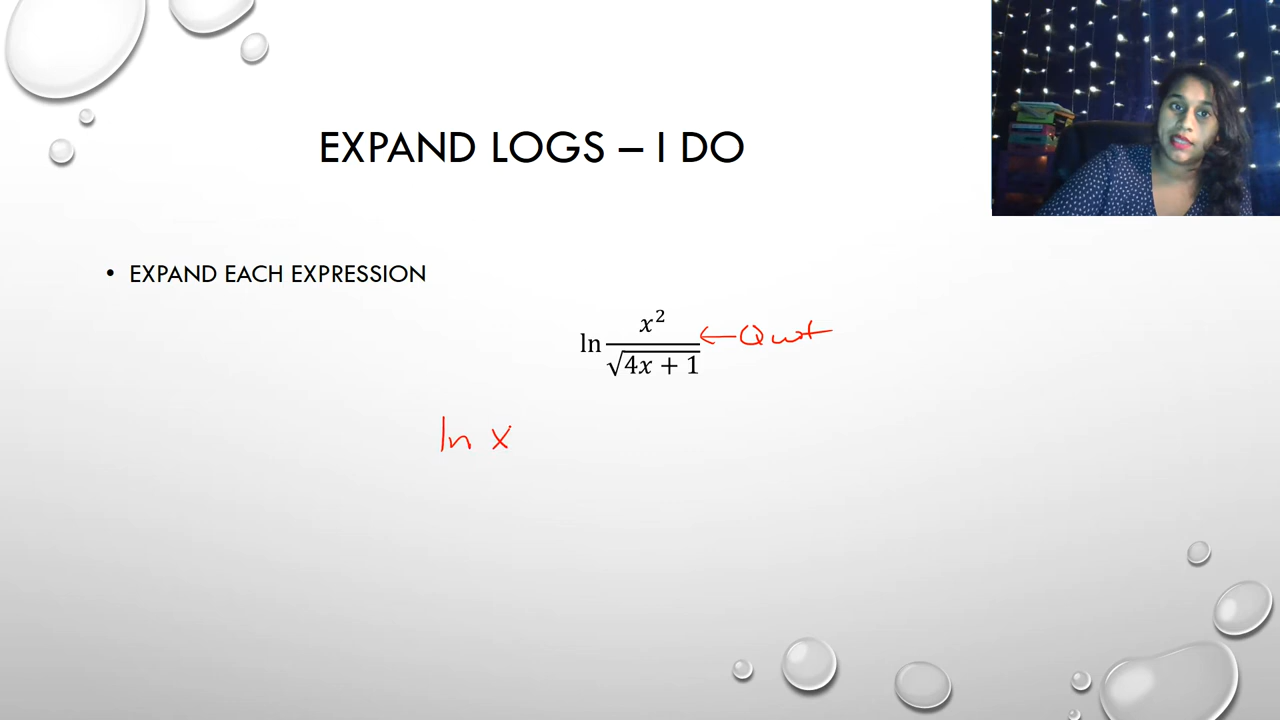 EXPAND LOGS – I DO
• EXPAND EACH EXPRESSION
ln x² / √(4x + 1) ← Quot
ln x